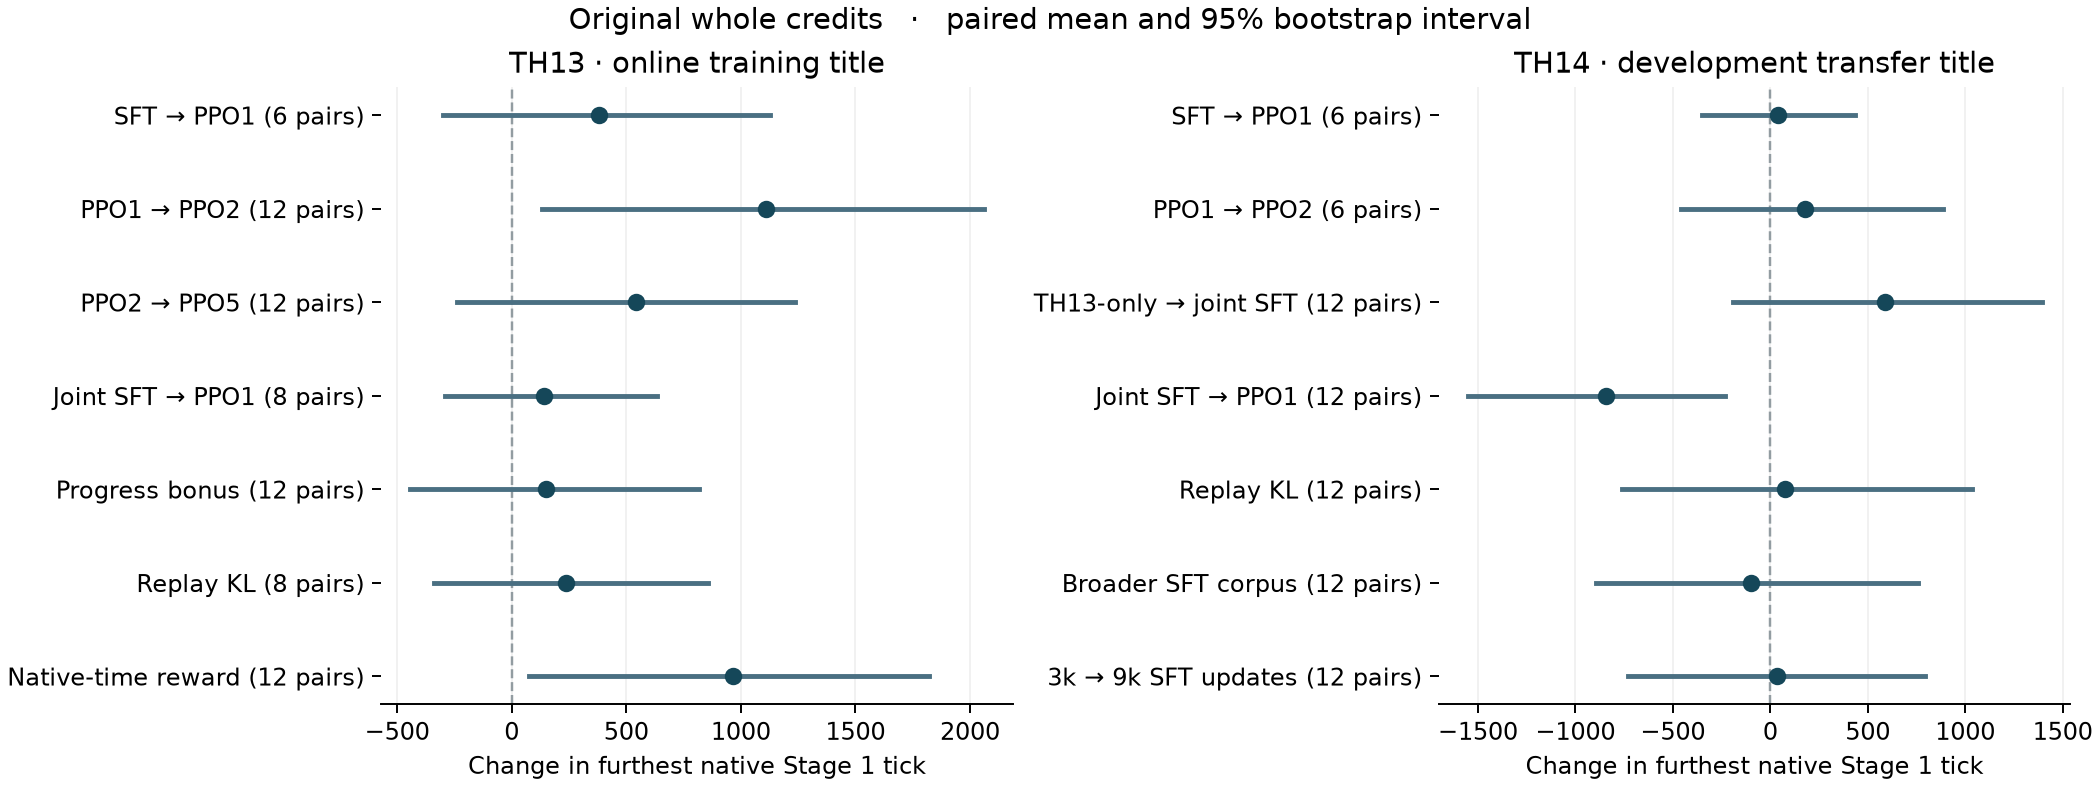 Original whole credits · paired mean and 95% bootstrap interval
TH13 · online training title
SFT → PPO1 (6 pairs)
PPO1 → PPO2 (12 pairs)
PPO2 → PPO5 (12 pairs)
Joint SFT → PPO1 (8 pairs)
Progress bonus (12 pairs)
Replay KL (8 pairs)
Native-time reward (12 pairs)
−500 0 500 1000 1500 2000
Change in furthest native Stage 1 tick
TH14 · development transfer title
SFT → PPO1 (6 pairs)
PPO1 → PPO2 (6 pairs)
TH13-only → joint SFT (12 pairs)
Joint SFT → PPO1 (12 pairs)
Replay KL (12 pairs)
Broader SFT corpus (12 pairs)
3k → 9k SFT updates (12 pairs)
−1500 −1000 −500 0 500 1000 1500
Change in furthest native Stage 1 tick